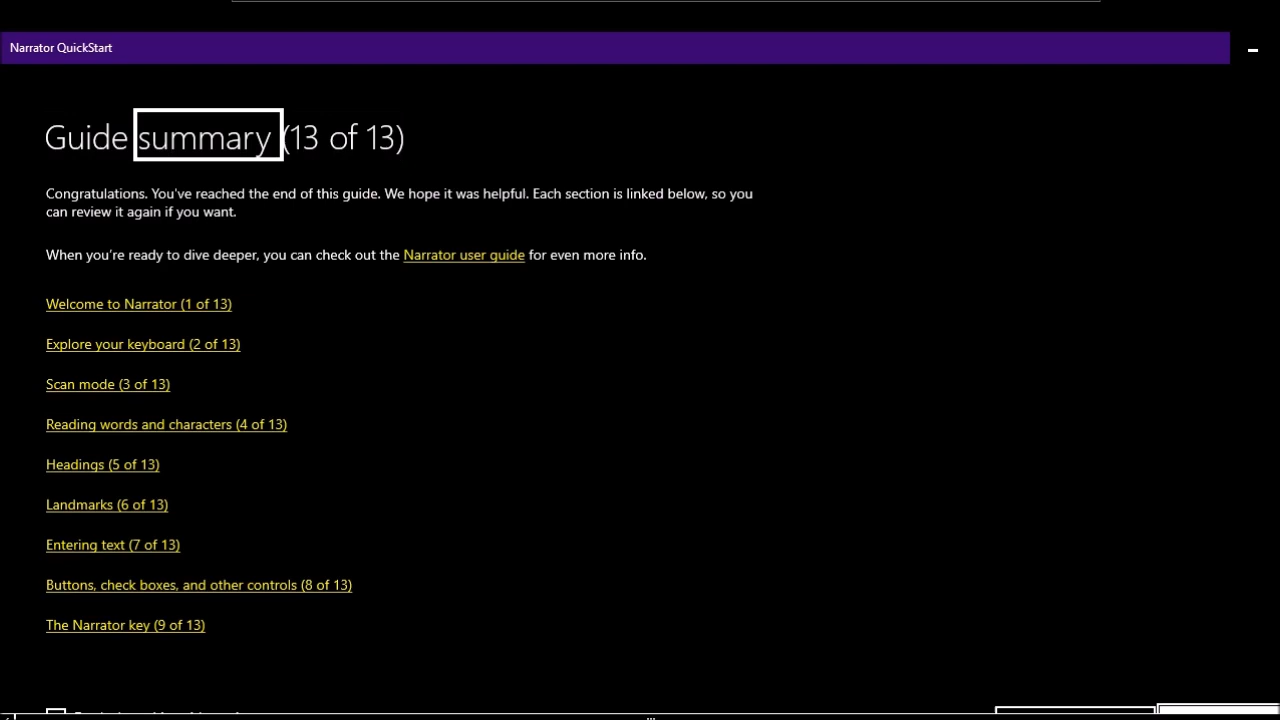 Narrator QuickStart
Guide summary (13 of 13)
Congratulations. You've reached the end of this guide. We hope it was helpful. Each section is linked below, so you
can review it again if you want.
When you're ready to dive deeper, you can check out the Narrator user guide for even more info.
Welcome to Narrator (1 of 13)
Explore your keyboard (2 of 13)
Scan mode (3 of 13)
Reading words and characters (4 of 13)
Headings (5 of 13)
Landmarks (6 of 13)
Entering text (7 of 13)
Buttons, check boxes, and other controls (8 of 13)
The Narrator key (9 of 13)